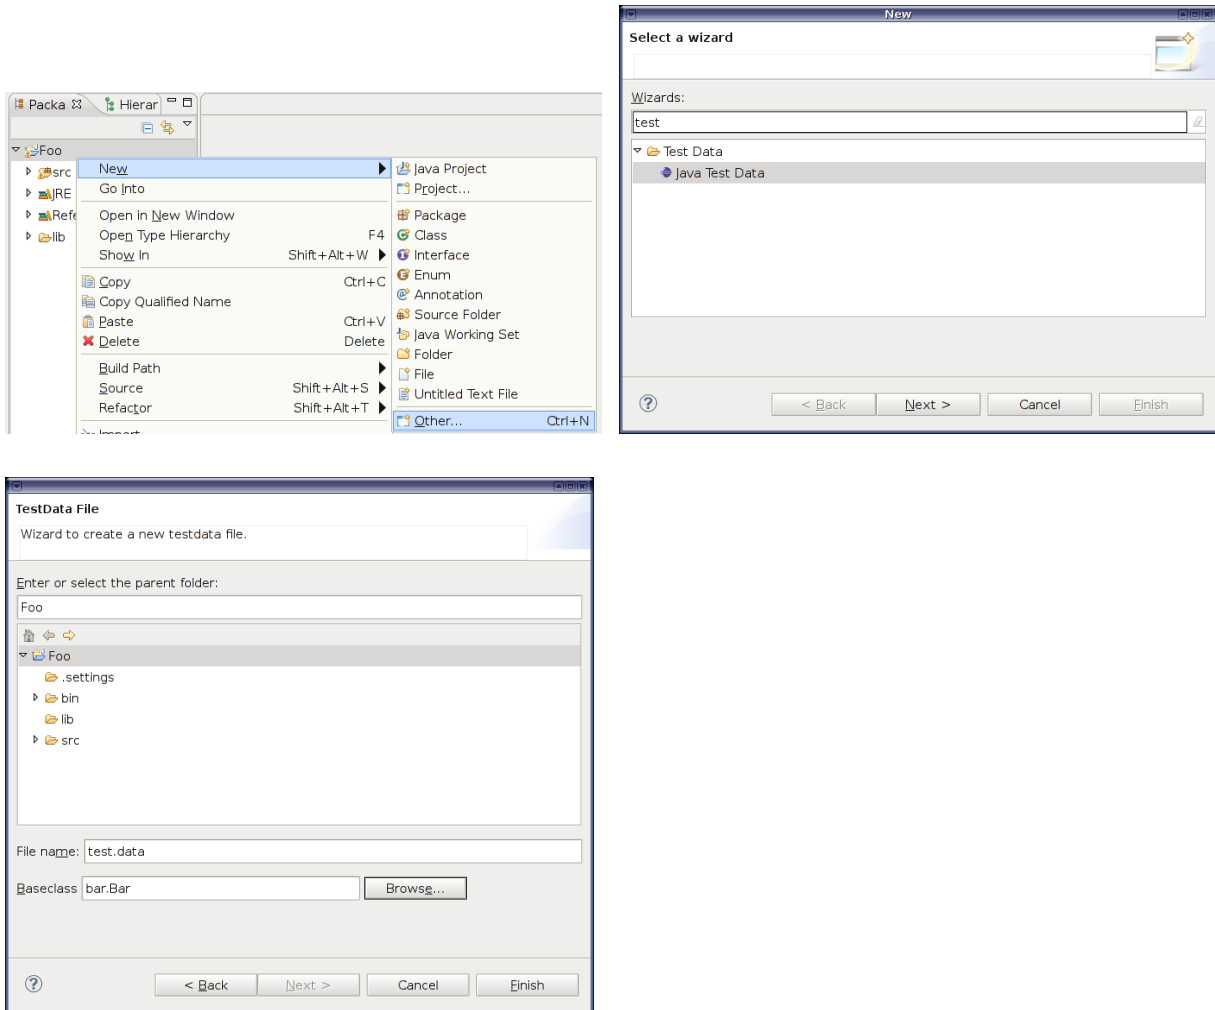 Packa
Hierar
Foo
src
JRE
Refe
lib
New
Go Into
Open in New Window
Open Type Hierarchy F4
Show In Shift+Alt+W
Copy Ctrl+C
Copy Qualified Name
Paste Ctrl+V
Delete Delete
Build Path
Source Shift+Alt+S
Refactor Shift+Alt+T
Import
Java Project
Project...
Package
Class
Interface
Enum
Annotation
Source Folder
Java Working Set
Folder
File
Untitled Text File
Other... Ctrl+N
New
Select a wizard
Wizards:
test
Test Data
Java Test Data
< Back Next > Cancel Finish
TestData File
Wizard to create a new testdata file.
Enter or select the parent folder:
Foo
Foo
.settings
bin
lib
src
File name: test.data
Baseclass bar.Bar Browse...
< Back Next > Cancel Finish